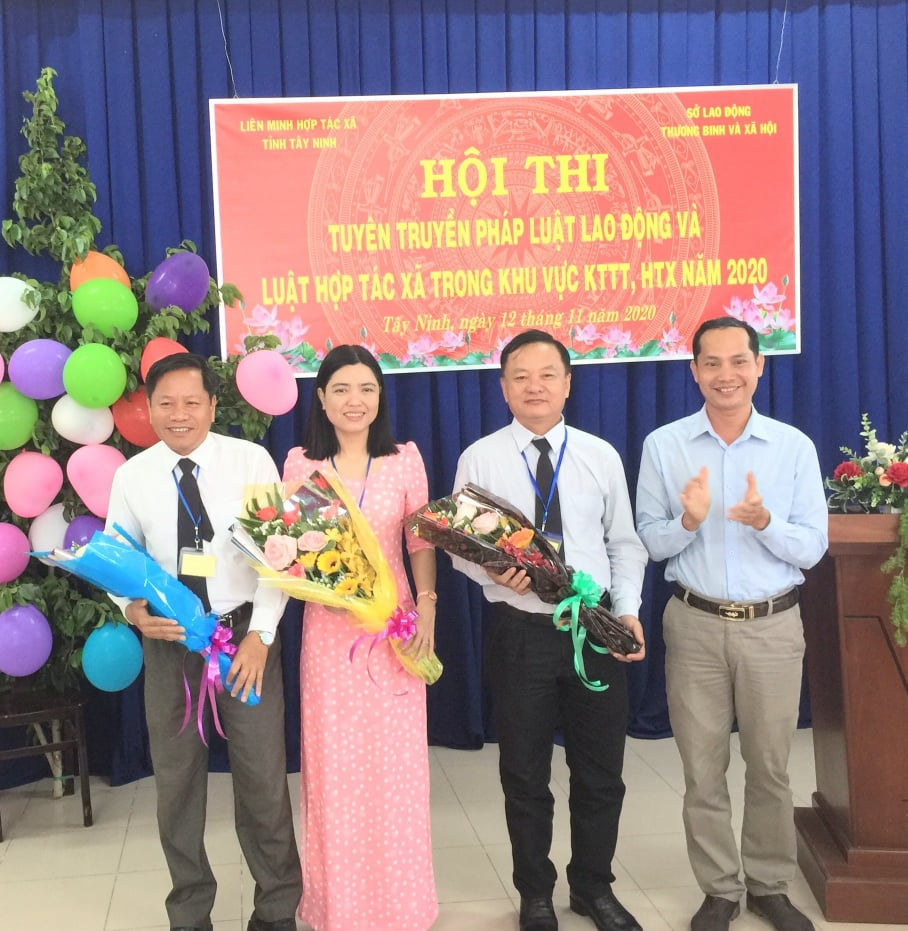 LIÊN MINH HỢP TÁC XÃ
TỈNH TÂY NINH
SỞ LAO ĐỘNG
THƯƠNG BINH VÀ XÃ HỘI
HỘI THI
TUYÊN TRUYỀN PHÁP LUẬT LAO ĐỘNG VÀ
LUẬT HỢP TÁC XÃ TRONG KHU VỰC KTTT, HTX NĂM 2020
Tây Ninh, ngày 12 tháng 11 năm 2020